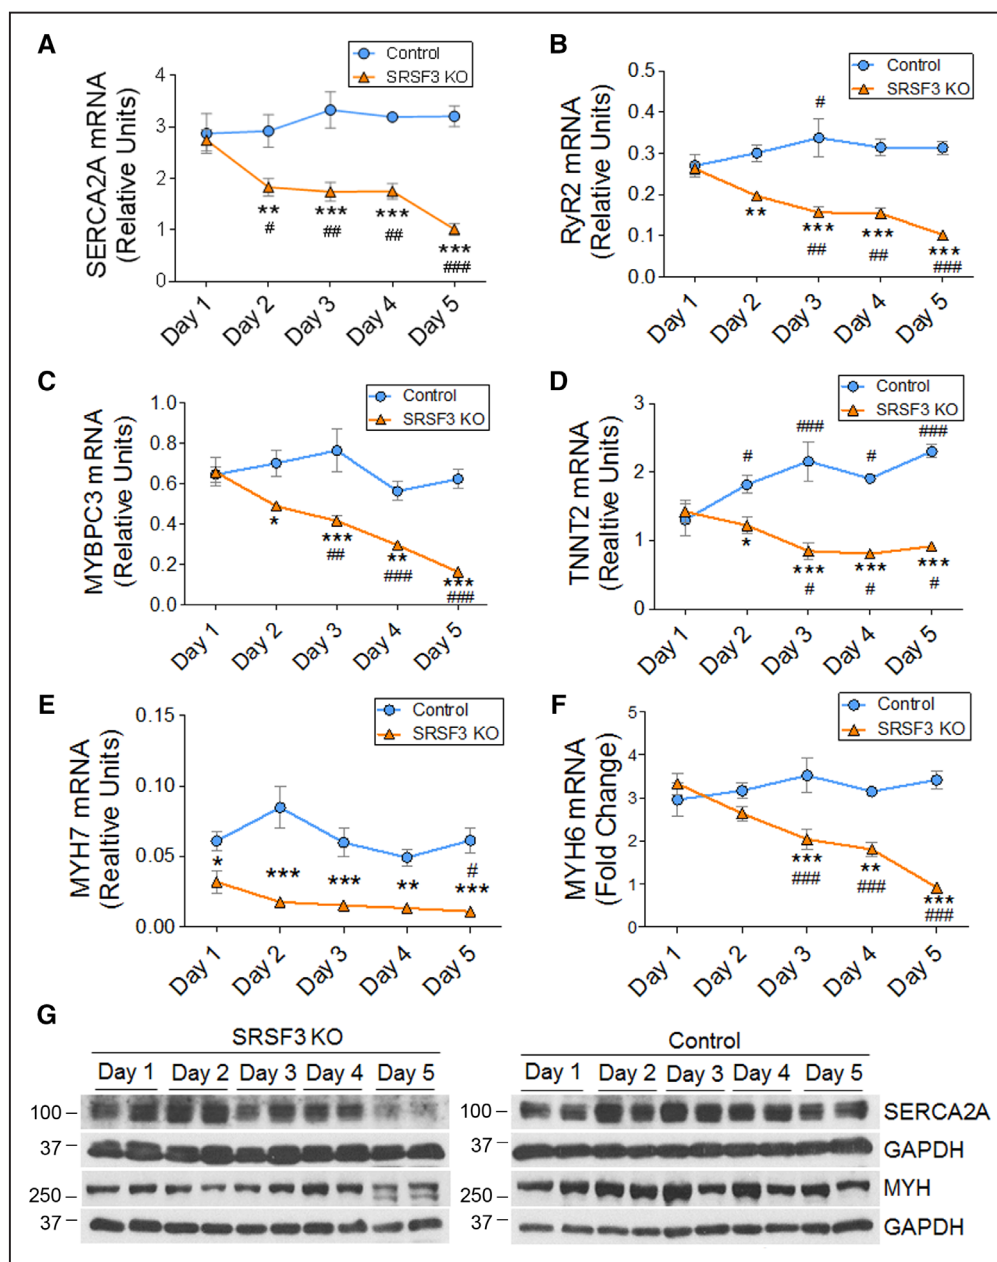 A
Control
SRSF3 KO
SERCA2A mRNA
(Relative Units)
4
3
2
1
0
**
#
***
##
***
##
***
###
Day 1
Day 2
Day 3
Day 4
Day 5
B
Control
SRSF3 KO
RyR2 mRNA
(Relative Units)
0.5
0.4
0.3
0.2
0.1
0.0
#
**
***
##
***
##
***
###
Day 1
Day 2
Day 3
Day 4
Day 5
C
Control
SRSF3 KO
MYBPC3 mRNA
(Relative Units)
1.0
0.8
0.6
0.4
0.2
0.0
*
***
##
**
###
***
###
Day 1
Day 2
Day 3
Day 4
Day 5
D
Control
SRSF3 KO
TNNT2 mRNA
(Realtive Units)
3
2
1
0
#
###
#
###
*
***
#
***
#
***
#
Day 1
Day 2
Day 3
Day 4
Day 5
E
Control
SRSF3 KO
MYH7 mRNA
(Realtive Units)
0.15
0.10
0.05
0.00
*
***
***
**
#
***
Day 1
Day 2
Day 3
Day 4
Day 5
F
Control
SRSF3 KO
MYH6 mRNA
(Fold Change)
5
4
3
2
1
0
***
###
**
###
***
###
Day 1
Day 2
Day 3
Day 4
Day 5
G
SRSF3 KO
Day 1 Day 2 Day 3 Day 4 Day 5
100
37
250
37
Control
Day 1 Day 2 Day 3 Day 4 Day 5
100
SERCA2A
37
GAPDH
250
MYH
37
GAPDH